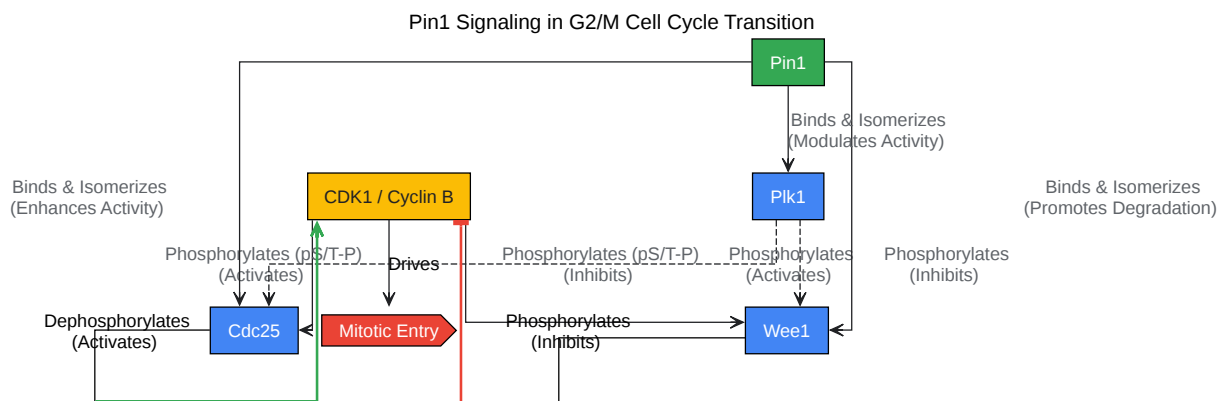 Pin1 Signaling in G2/M Cell Cycle Transition
Pin1
Binds & Isomerizes
(Modulates Activity)
Binds & Isomerizes
(Enhances Activity)
CDK1 / Cyclin B
Plk1
Binds & Isomerizes
(Promotes Degradation)
Phosphorylates (pS/T-P)
(Activates)
Drives
Phosphorylates (pS/T-P)
(Inhibits)
Phosphorylates
(Activates)
Phosphorylates
(Inhibits)
Dephosphorylates
(Activates)
Cdc25
Mitotic Entry
Phosphorylates
(Inhibits)
Wee1